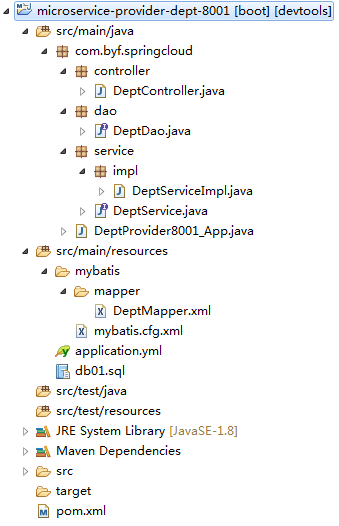 microservice-provider-dept-8001 [boot] [devtools]
src/main/java
com.byf.springcloud
controller
DeptController.java
dao
DeptDao.java
service
impl
DeptServiceImpl.java
DeptService.java
DeptProvider8001_App.java
src/main/resources
mybatis
mapper
DeptMapper.xml
mybatis.cfg.xml
application.yml
db01.sql
src/test/java
src/test/resources
JRE System Library [JavaSE-1.8]
Maven Dependencies
src
target
pom.xml